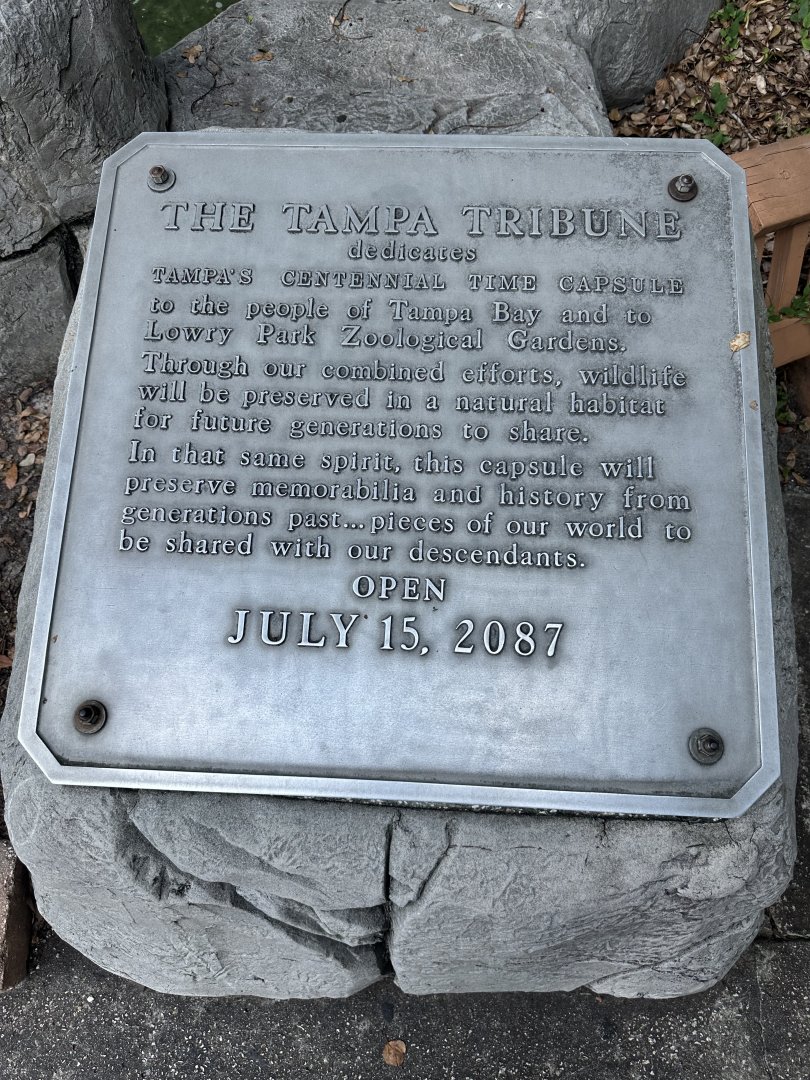 THE TAMPA TRIBUNE
dedicates
TAMPA'S CENTENNIAL TIME CAPSULE
to the people of Tampa Bay and to
Lowry Park Zoological Gardens.
Through our combined efforts, wildlife
will be preserved in a natural habitat
for future generations to share.
In that same spirit, this capsule will
preserve memorabilia and history from
generations past...pieces of our world to
be shared with our descendants.
OPEN
JULY 15, 2087